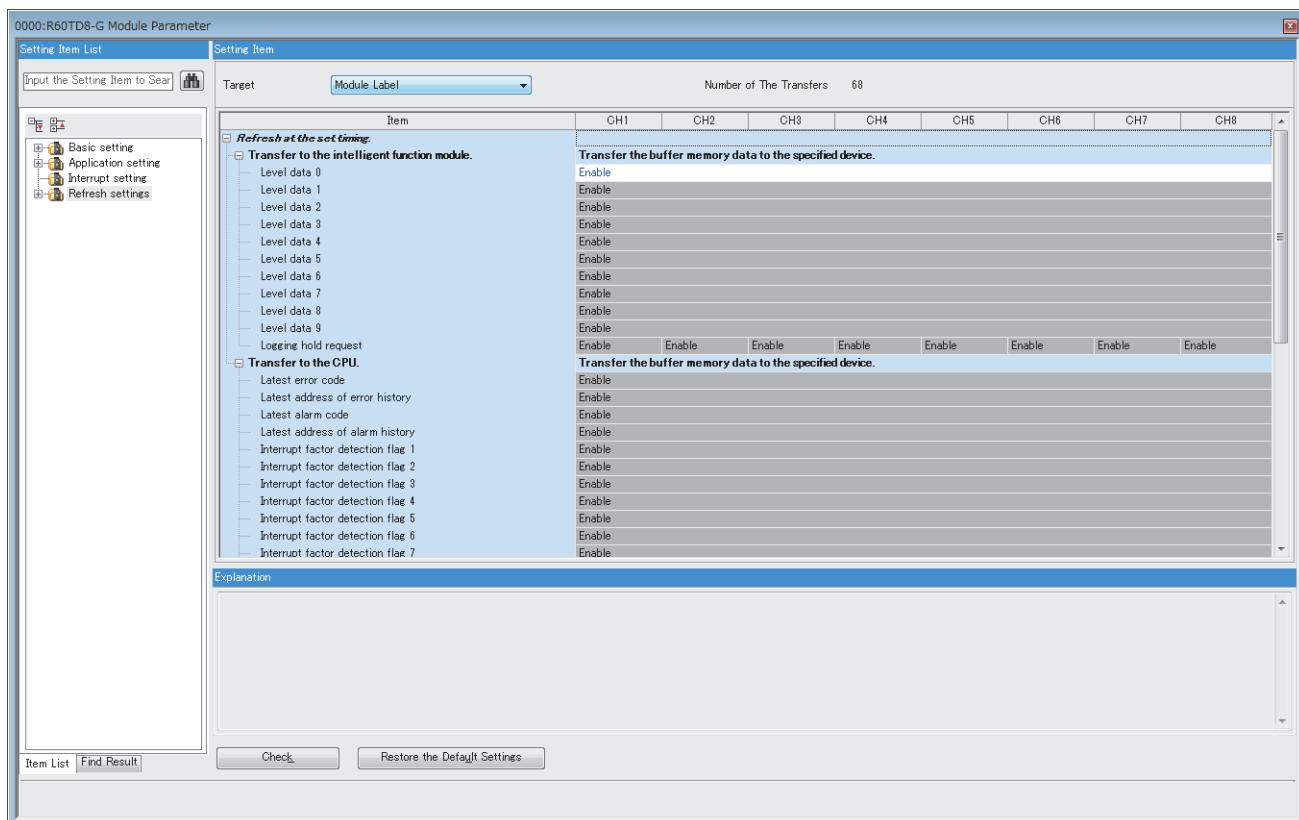 0000:R60TD8-G Module Parameter
Setting Item List
Setting Item
Input the Setting Item to Sear
Target
Module Label
Number of The Transfers 68
Basic setting
Application setting
Interrupt setting
Refresh settings
Item CH1 CH2 CH3 CH4 CH5 CH6 CH7 CH8
Refresh at the set timing.
Transfer to the intelligent function module. Transfer the buffer memory data to the specified device.
Level data 0 Enable
Level data 1 Enable
Level data 2 Enable
Level data 3 Enable
Level data 4 Enable
Level data 5 Enable
Level data 6 Enable
Level data 7 Enable
Level data 8 Enable
Level data 9 Enable
Logging hold request Enable Enable Enable Enable Enable Enable Enable Enable
Transfer to the CPU. Transfer the buffer memory data to the specified device.
Latest error code Enable
Latest address of error history Enable
Latest alarm code Enable
Latest address of alarm history Enable
Interrupt factor detection flag 1 Enable
Interrupt factor detection flag 2 Enable
Interrupt factor detection flag 3 Enable
Interrupt factor detection flag 4 Enable
Interrupt factor detection flag 5 Enable
Interrupt factor detection flag 6 Enable
Interrupt factor detection flag 7 Enable
Explanation
Item List Find Result
Check
Restore the Default Settings